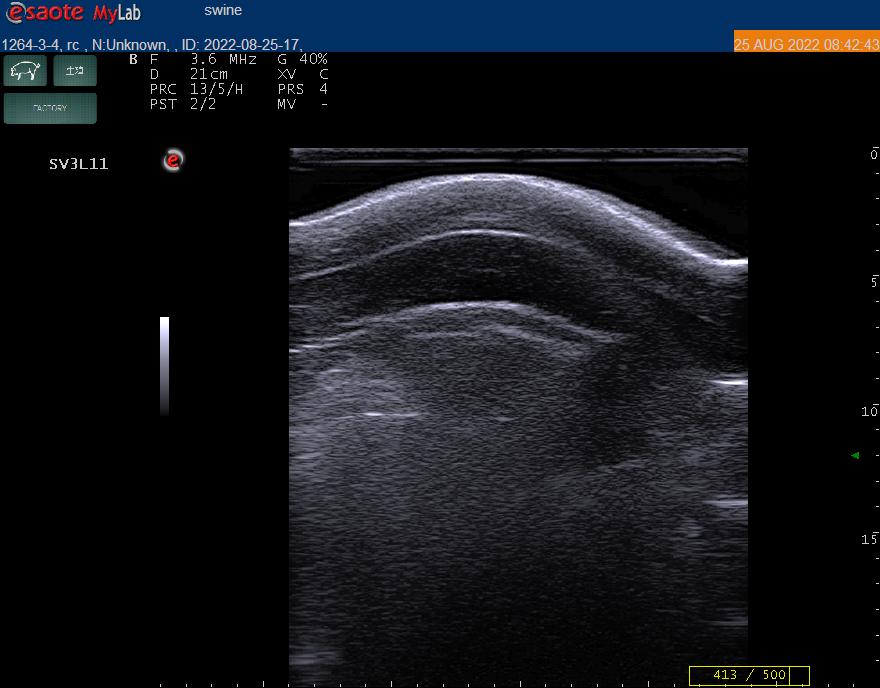 esaote MyLab
swine
1264-3-4, rc , N:Unknown, , ID: 2022-08-25-17,
25 AUG 2022 08:42:43
土猪
FACTORY
B F 3.6 MHz G 40%
D 21cm XV C
PRC 13/5/H PRS 4
PST 2/2 MV -
SV3L11
e
0
5
10
15
413 / 500